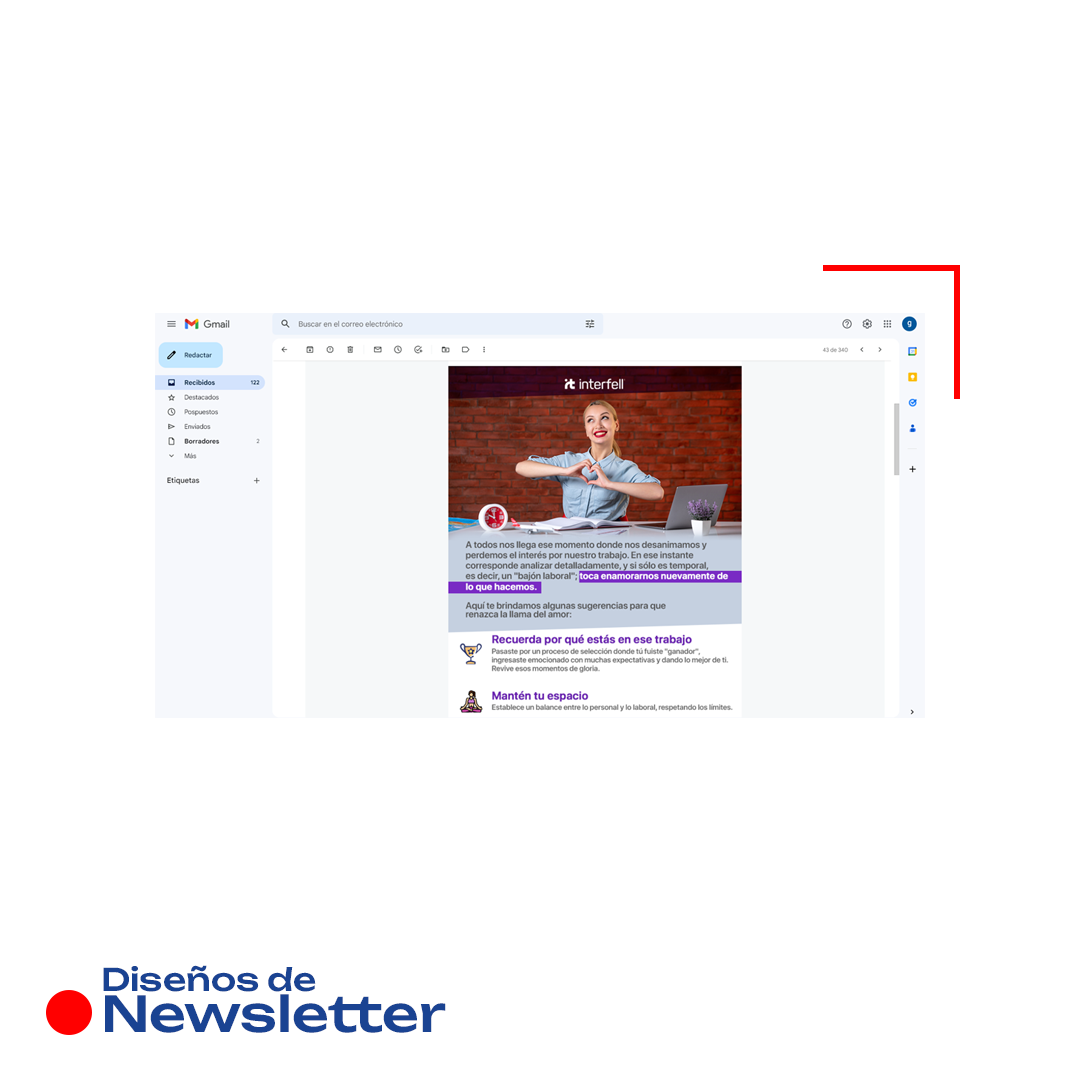 Gmail
Buscar en el correo electrónico
g
Redactar
43 de 340
Recibidos 122
Destacados
Pospuestos
Enviados
Borradores 2
Más
Etiquetas
interfell
A todos nos llega ese momento donde nos desanimamos y
perdemos el interés por nuestro trabajo. En ese instante
corresponde analizar detalladamente, y si sólo es temporal,
es decir, un "bajón laboral"; toca enamorarnos nuevamente de
lo que hacemos.
Aquí te brindamos algunas sugerencias para que
renazca la llama del amor:
Recuerda por qué estás en ese trabajo
Pasaste por un proceso de selección donde tú fuiste "ganador",
ingresaste emocionado con muchas expectativas y dando lo mejor de ti.
Revive esos momentos de gloria.
Mantén tu espacio
Establece un balance entre lo personal y lo laboral, respetando los límites.
Diseños de
Newsletter